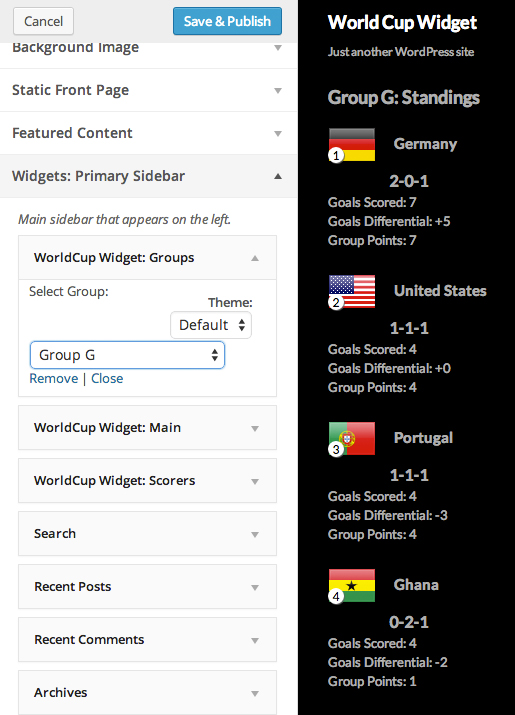 Cancel
Save & Publish
Background Image
Static Front Page
Featured Content
Widgets: Primary Sidebar
Main sidebar that appears on the left.
WorldCup Widget: Groups
Select Group:
Theme:
Default
Group G
Remove | Close
WorldCup Widget: Main
WorldCup Widget: Scorers
Search
Recent Posts
Recent Comments
Archives
World Cup Widget
Just another WordPress site
Group G: Standings
1
Germany
2-0-1
Goals Scored: 7
Goals Differential: +5
Group Points: 7
2
United States
1-1-1
Goals Scored: 4
Goals Differential: +0
Group Points: 4
3
Portugal
1-1-1
Goals Scored: 4
Goals Differential: -3
Group Points: 4
4
Ghana
0-2-1
Goals Scored: 4
Goals Differential: -2
Group Points: 1